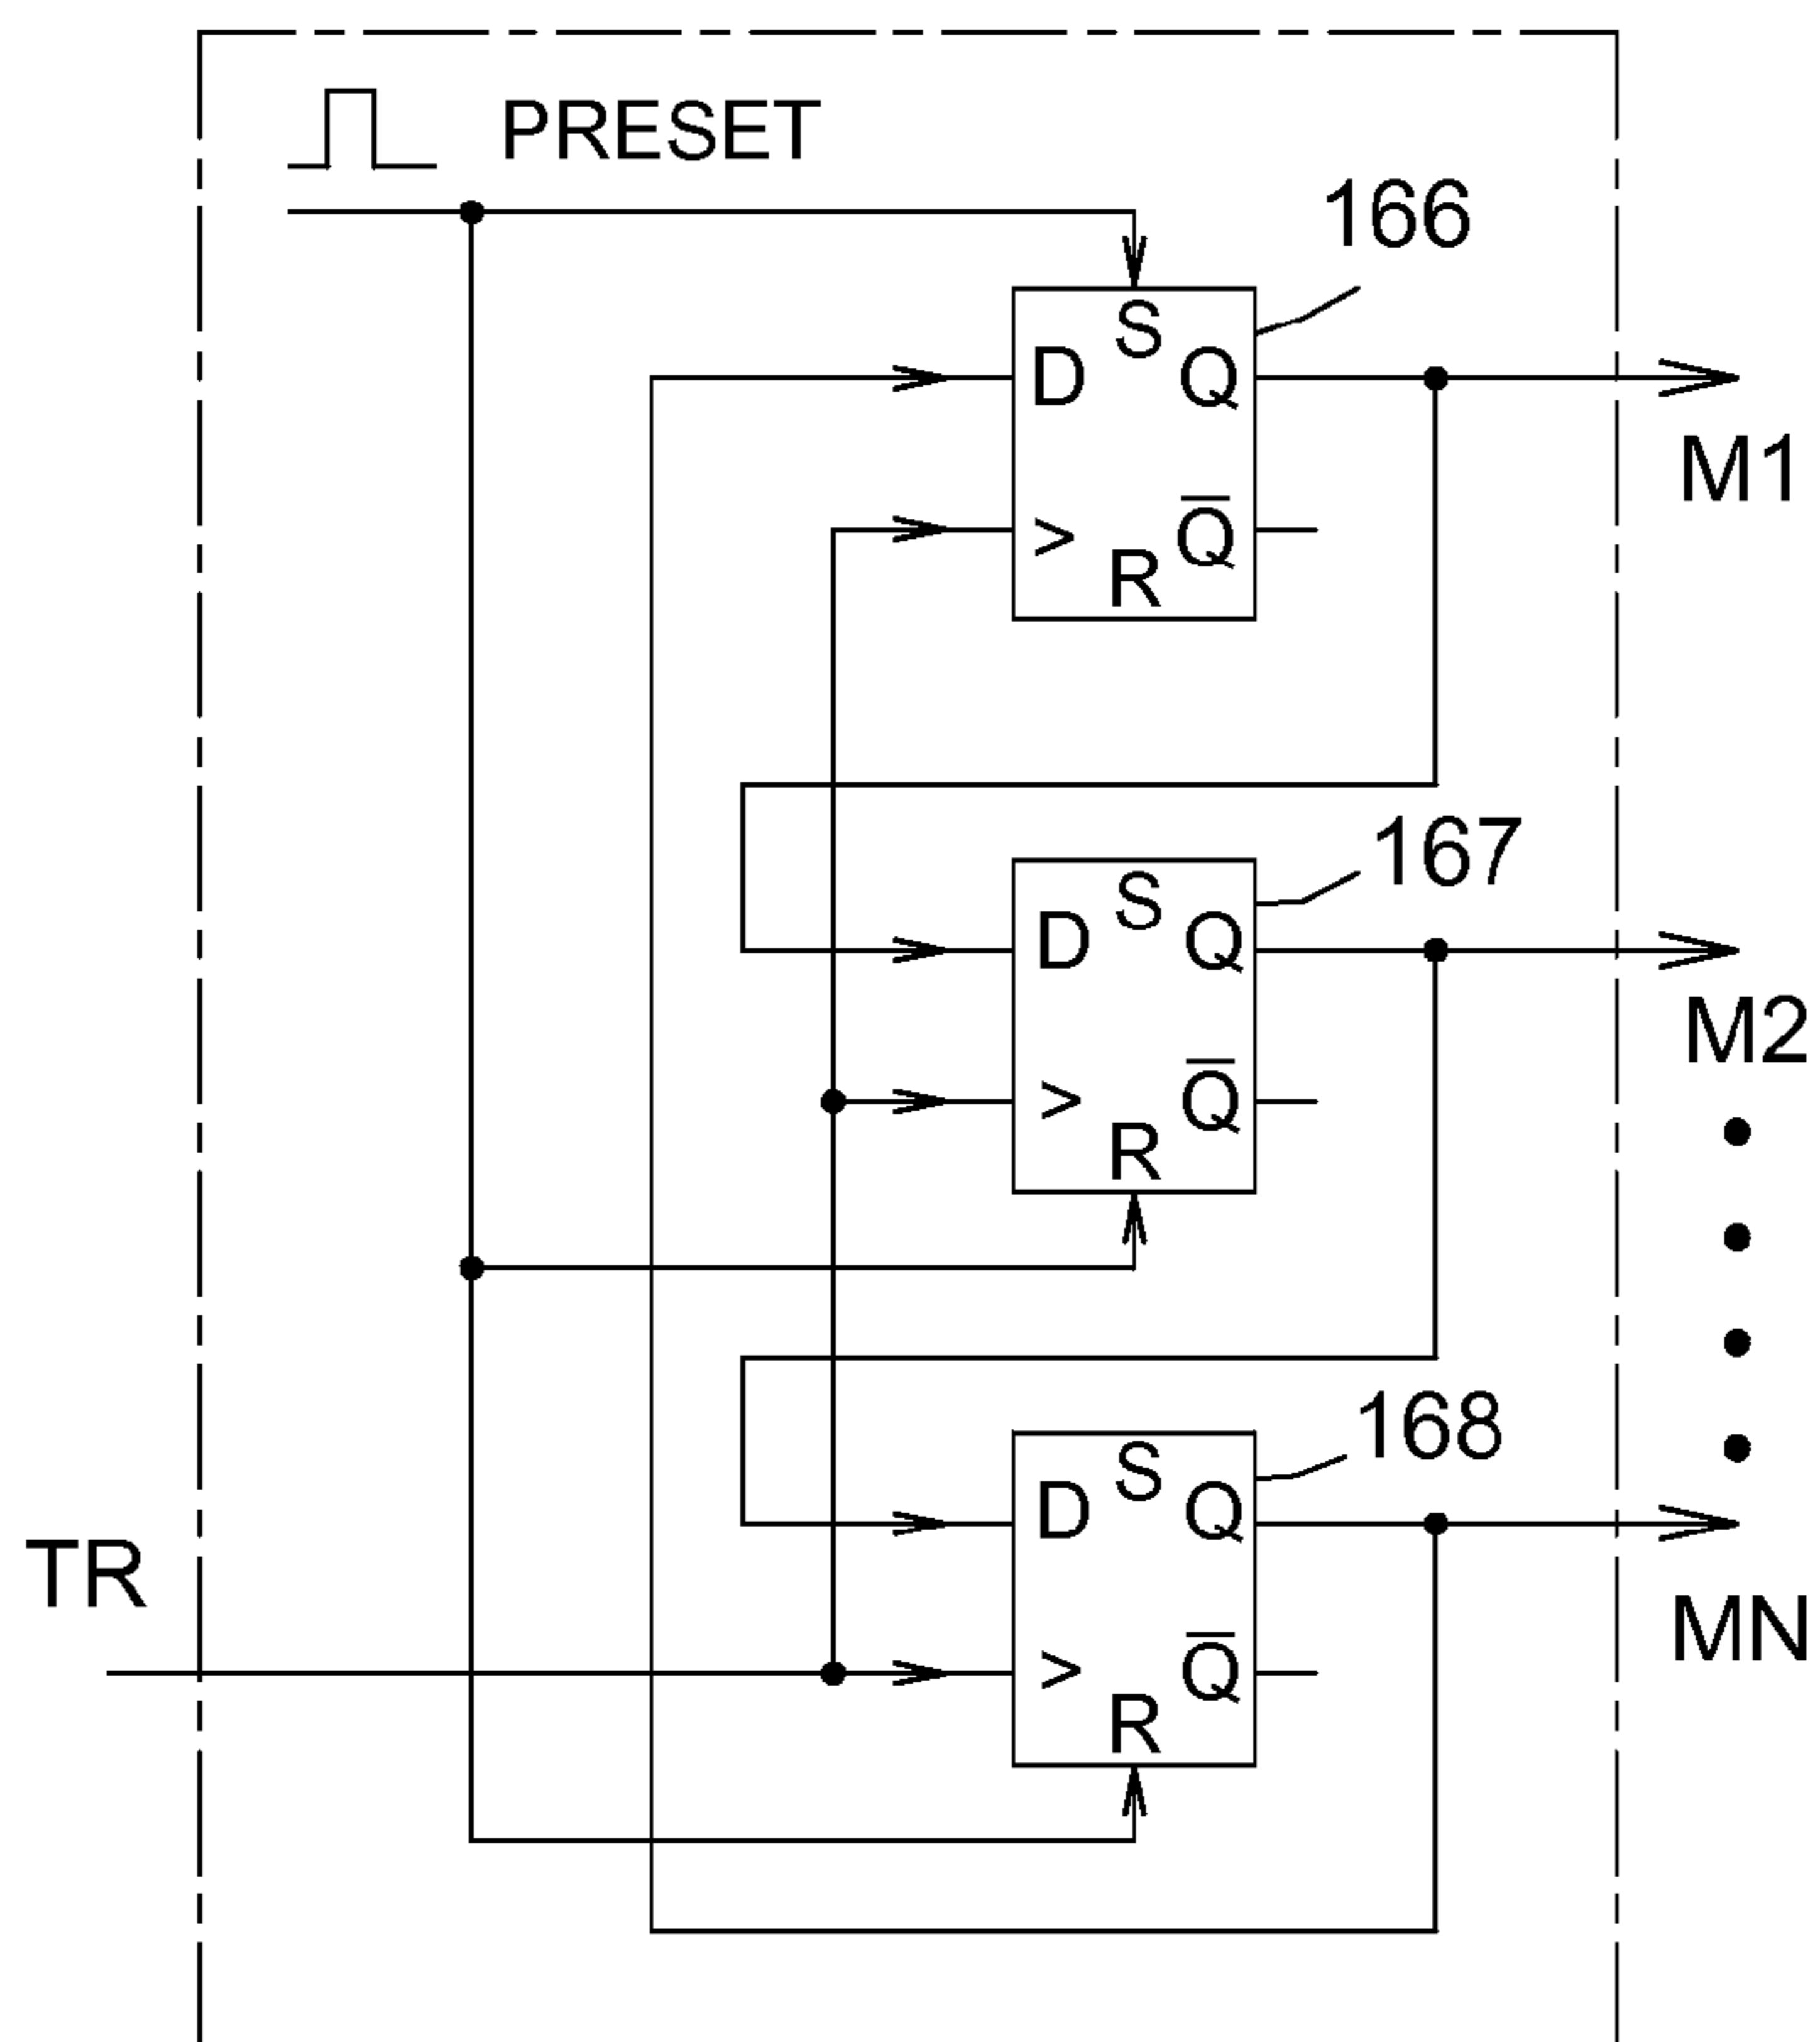 PRESET
166
S
D Q
> Q̅
R
M1
167
S
D Q
> Q̅
R
M2
168
S
D Q
> Q̅
R
TR
MN